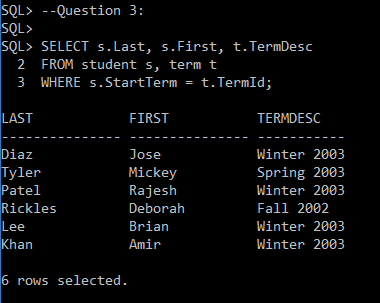 SQL> --Question 3:
SQL>
SQL> SELECT s.Last, s.First, t.TermDesc
  2  FROM student s, term t
  3  WHERE s.StartTerm = t.TermId;

LAST            FIRST           TERMDESC
--------------- --------------- -----------
Diaz            Jose            Winter 2003
Tyler           Mickey          Spring 2003
Patel           Rajesh          Winter 2003
Rickles         Deborah         Fall 2002
Lee             Brian           Winter 2003
Khan            Amir            Winter 2003

6 rows selected.